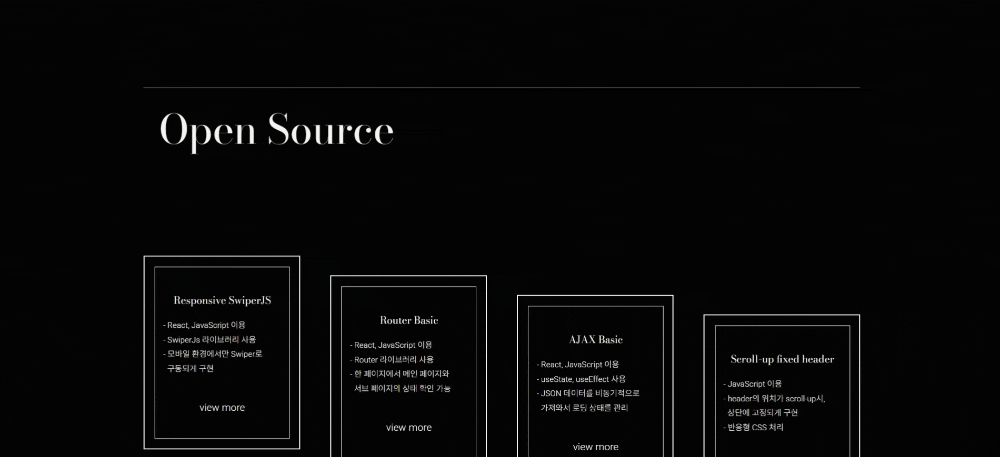 Open Source
Responsive SwiperJS
- React, JavaScript 이용
- SwiperJs 라이브러리 사용
- 모바일 환경에서만 Swiper로
구동되게 구현
view more
Router Basic
- React, JavaScript 이용
- Router 라이브러리 사용
- 한 페이지에서 메인 페이지와
서브 페이지의 상태 확인 가능
view more
AJAX Basic
- React, JavaScript 이용
- useState, useEffect 사용
- JSON 데이터를 비동기적으로
가져와서 로딩 상태를 관리
view more
Scroll-up fixed header
- JavaScript 이용
- header의 위치가 scroll-up시,
상단에 고정되게 구현
- 반응형 CSS 처리